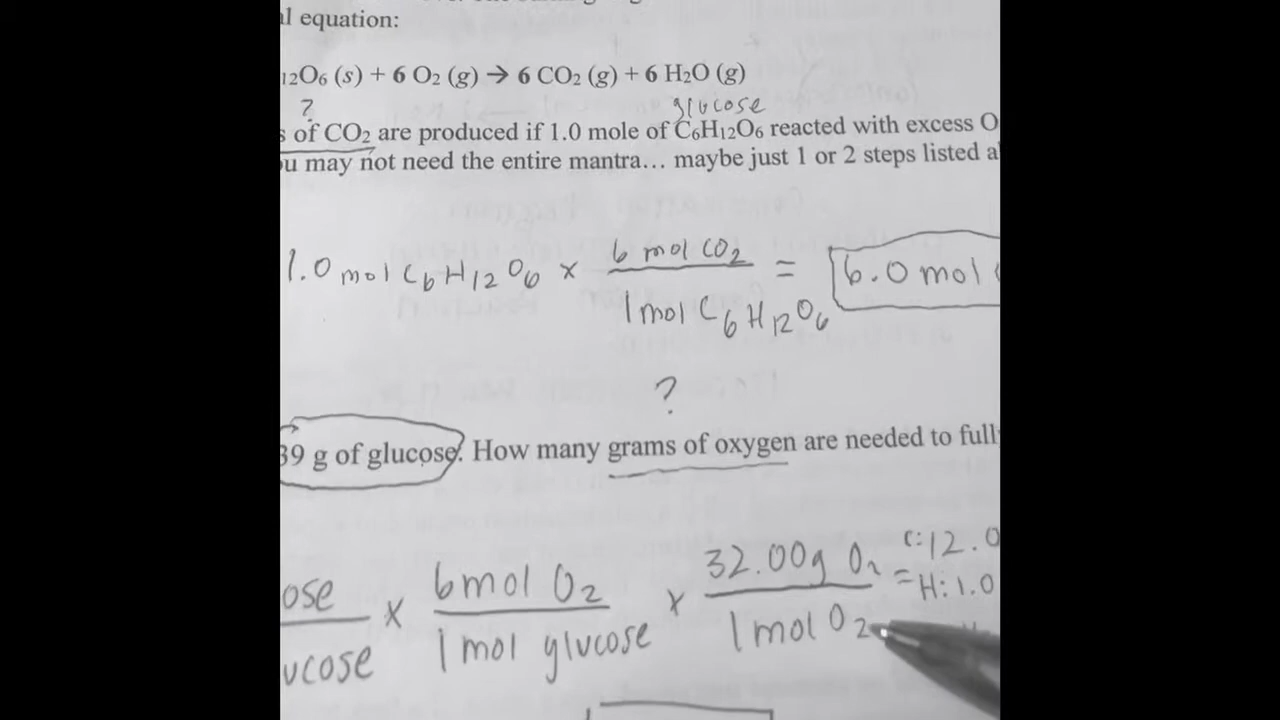 al equation:
12O6 (s) + 6 O2 (g) → 6 CO2 (g) + 6 H2O (g)
? glucose
s of CO2 are produced if 1.0 mole of C6H12O6 reacted with excess O
ou may not need the entire mantra... maybe just 1 or 2 steps listed a
1.0 mol C6H12O6 x 6 mol CO2 = 6.0 mol
1 mol C6H12O6
?
39 g of glucose. How many grams of oxygen are needed to full
ose x 6 mol O2 x 32.00g O2 = C: 12.0
ucose 1 mol glucose 1 mol O2 H: 1.0